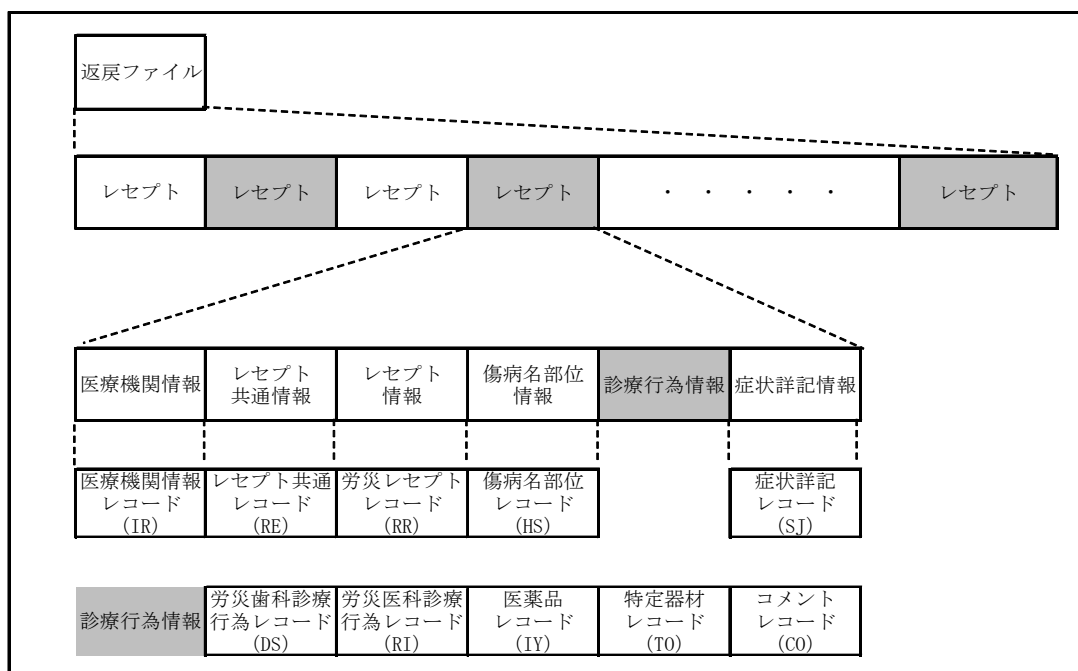 返戻ファイル
レセプト レセプト レセプト レセプト ・ ・ ・ ・ ・ レセプト
医療機関情報 レセプト共通情報 レセプト情報 傷病名部位情報 診療行為情報 症状詳記情報
医療機関情報レコード(IR) レセプト共通レコード(RE) 労災レセプトレコード(RR) 傷病名部位レコード(HS) 症状詳記レコード(SJ)
診療行為情報 労災歯科診療行為レコード(DS) 労災医科診療行為レコード(RI) 医薬品レコード(IY) 特定器材レコード(TO) コメントレコード(CO)